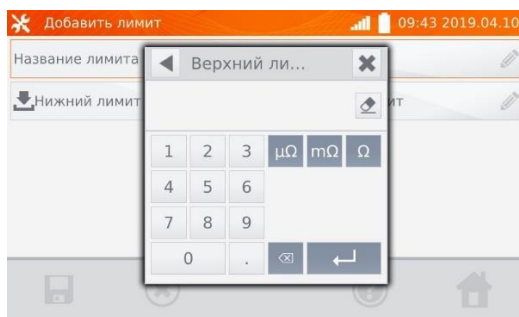 Добавить лимит 09:43 2019.04.10
Название лимита
Верхний ли...
Нижний лимит ит
1 2 3 µΩ mΩ Ω
4 5 6
7 8 9
0 .